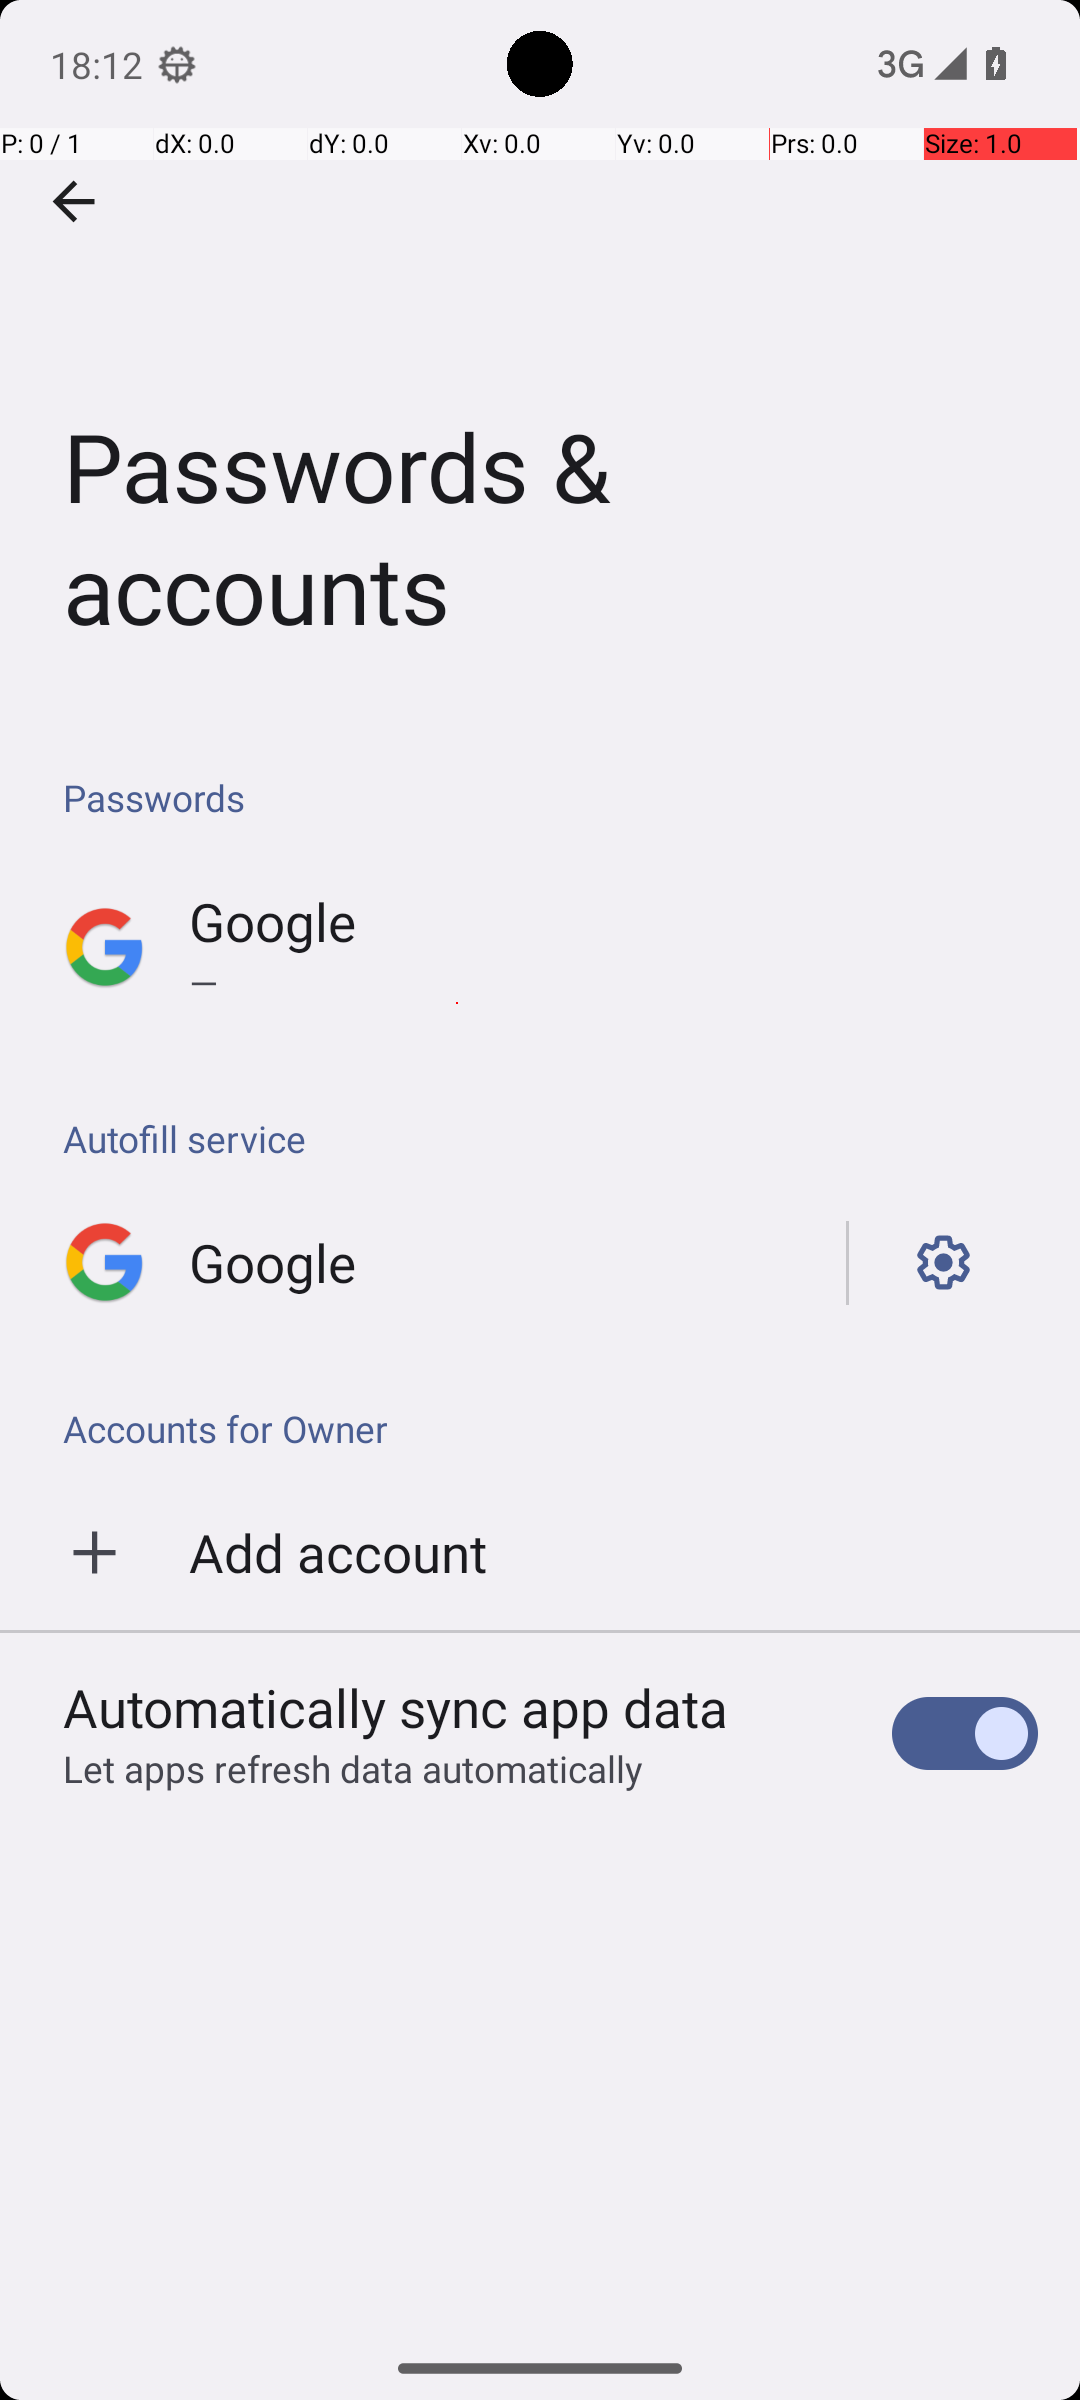 18:12
3G
P: 0 / 1 dX: 0.0 dY: 0.0 Xv: 0.0 Yv: 0.0 Prs: 0.0 Size: 1.0
Passwords &
accounts
Passwords
Google
—
Autofill service
Google
Accounts for Owner
Add account
Automatically sync app data
Let apps refresh data automatically